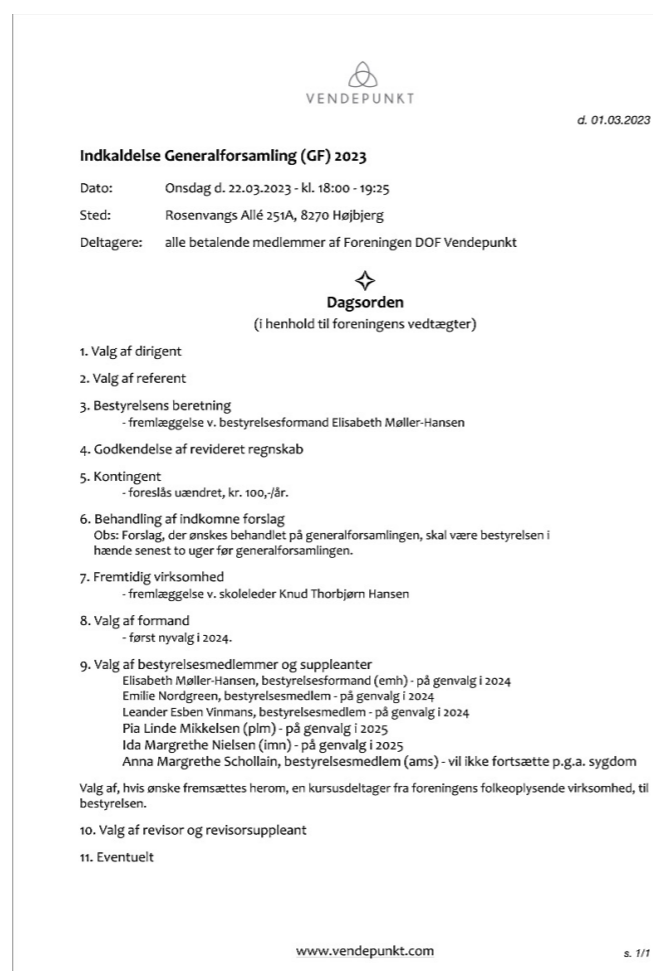 VENDEPUNKT
d. 01.03.2023
Indkaldelse Generalforsamling (GF) 2023
Dato: Onsdag d. 22.03.2023 - kl. 18:00 - 19:25
Sted: Rosenvangs Allé 251A, 8270 Højbjerg
Deltagere: alle betalende medlemmer af Foreningen DOF Vendepunkt
Dagsorden
(i henhold til foreningens vedtægter)
1. Valg af dirigent
2. Valg af referent
3. Bestyrelsens beretning
- fremlæggelse v. bestyrelsesformand Elisabeth Møller-Hansen
4. Godkendelse af revideret regnskab
5. Kontingent
- foreslås uændret, kr. 100,-/år.
6. Behandling af indkomne forslag
Obs: Forslag, der ønskes behandlet på generalforsamlingen, skal være bestyrelsen i
hænde senest to uger før generalforsamlingen.
7. Fremtidig virksomhed
- fremlæggelse v. skoleleder Knud Thorbjørn Hansen
8. Valg af formand
- først nyvalg i 2024.
9. Valg af bestyrelsesmedlemmer og suppleanter
Elisabeth Møller-Hansen, bestyrelsesformand (emh) - på genvalg i 2024
Emilie Nordgreen, bestyrelsesmedlem - på genvalg i 2024
Leander Esben Vinmans, bestyrelsesmedlem - på genvalg i 2024
Pia Linde Mikkelsen (plm) - på genvalg i 2025
Ida Margrethe Nielsen (imn) - på genvalg i 2025
Anna Margrethe Schollain, bestyrelsesmedlem (ams) - vil ikke fortsætte p.g.a. sygdom
Valg af, hvis ønske fremsættes herom, en kursusdeltager fra foreningens folkeoplysende virksomhed, til
bestyrelsen.
10. Valg af revisor og revisorsuppleant
11. Eventuelt
www.vendepunkt.com
s. 1/1